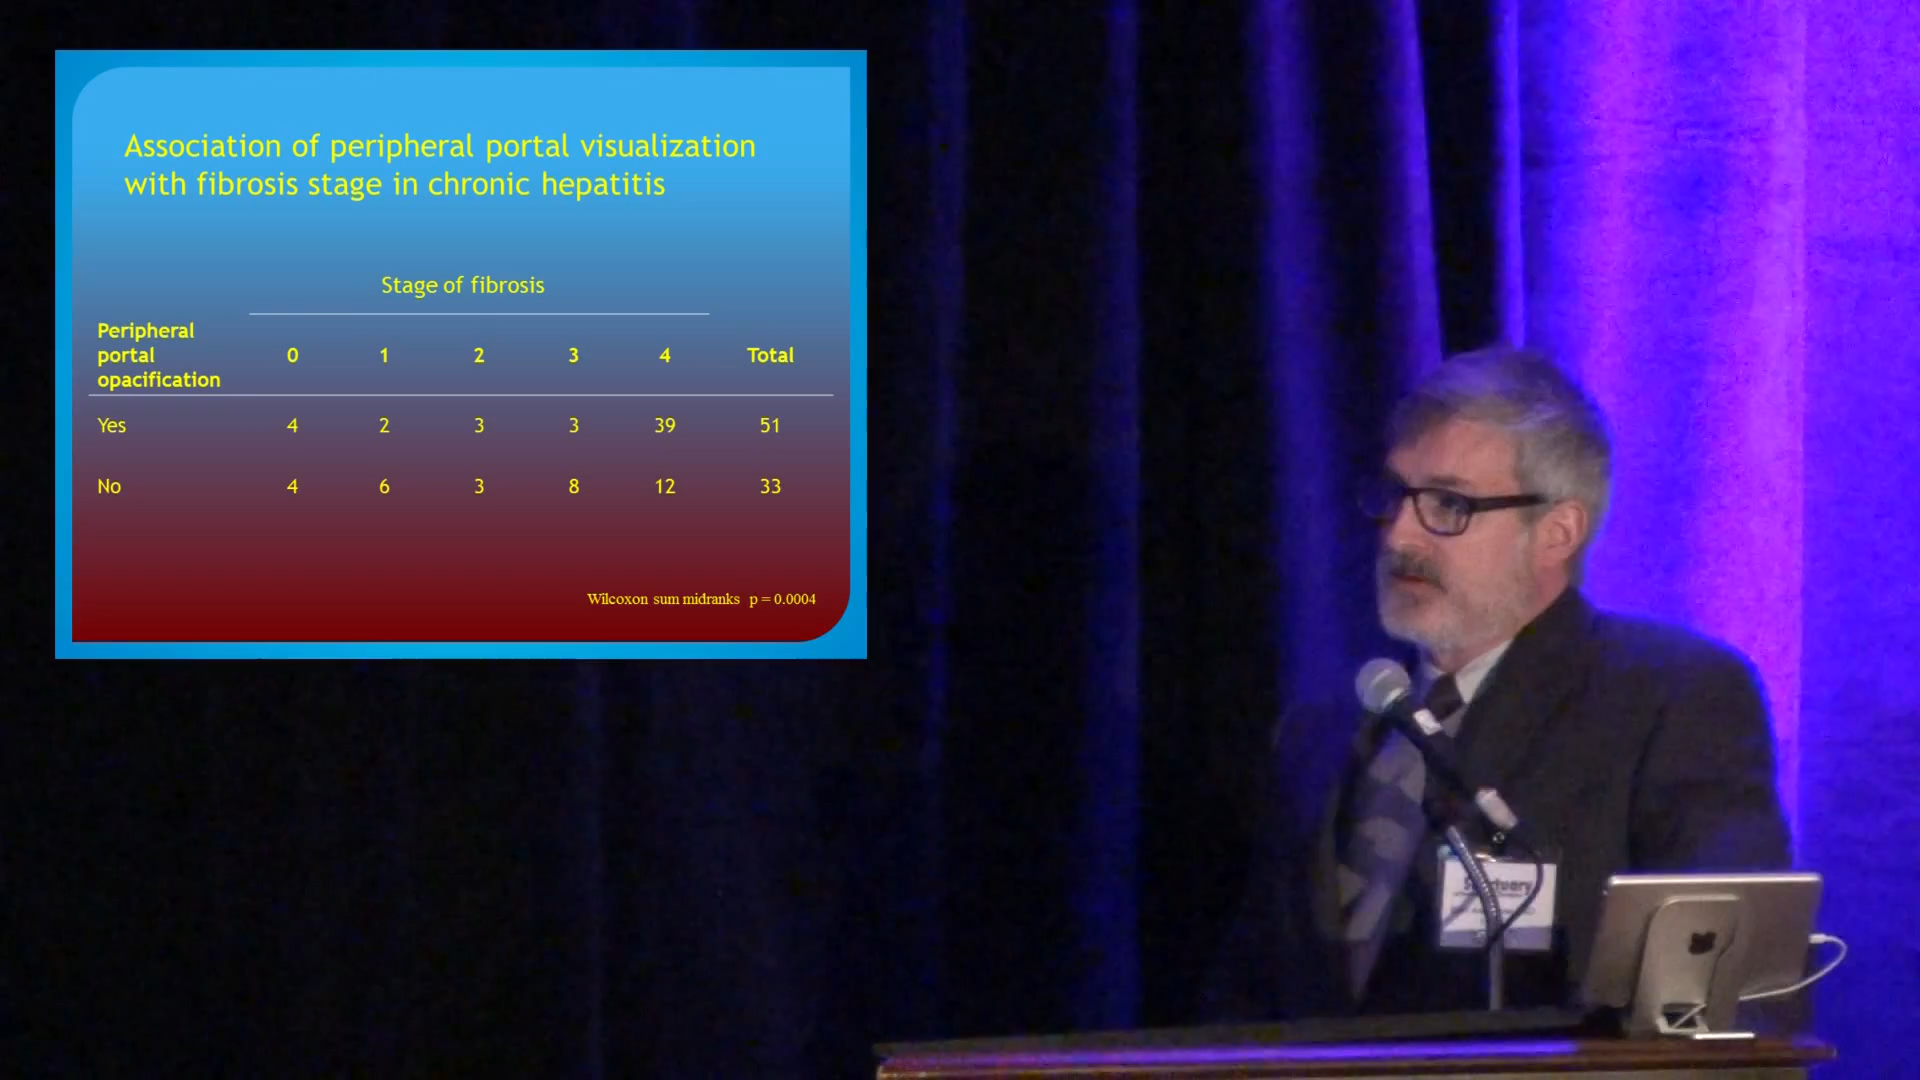 Association of peripheral portal visualization
with fibrosis stage in chronic hepatitis
Stage of fibrosis
Peripheral
portal
opacification
0 1 2 3 4 Total
Yes 4 2 3 3 39 51
No 4 6 3 8 12 33
Wilcoxon sum midranks p = 0.0004